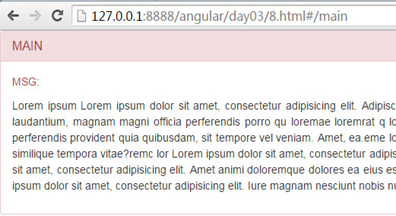 127.0.0.1:8888/angular/day03/8.html#/main
MAIN
MSG:
Lorem ipsum Lorem ipsum dolor sit amet, consectetur adipisicing elit. Adipisc
laudantium, magnam magni officia perferendis porro qu loremae loremrat q lo
perferendis provident quia quibusdam, sit tempore vel veniam. Amet, ea.eme lo
similique tempora vitae?remc lor Lorem ipsum dolor sit amet, consectetur adipis
sit amet, consectetur adipisicing elit. Amet animi doloremque dolores ea eius es
ipsum dolor sit amet, consectetur adipisicing elit. Iure magnam nesciunt nobis nu